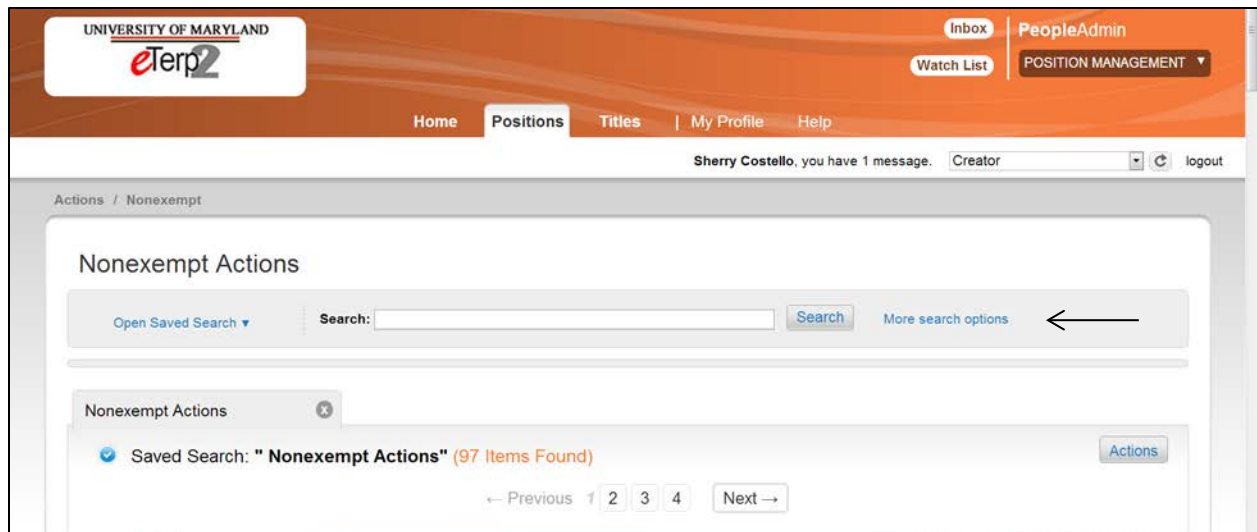 UNIVERSITY OF MARYLAND
eTerp2
Inbox
PeopleAdmin
Watch List
POSITION MANAGEMENT ▼
Home Positions Titles | My Profile Help
Sherry Costello, you have 1 message. Creator logout
Actions / Nonexempt
Nonexempt Actions
Open Saved Search ▼ Search: Search More search options
Nonexempt Actions
Saved Search: " Nonexempt Actions" (97 Items Found) Actions
← Previous 1 2 3 4 Next →